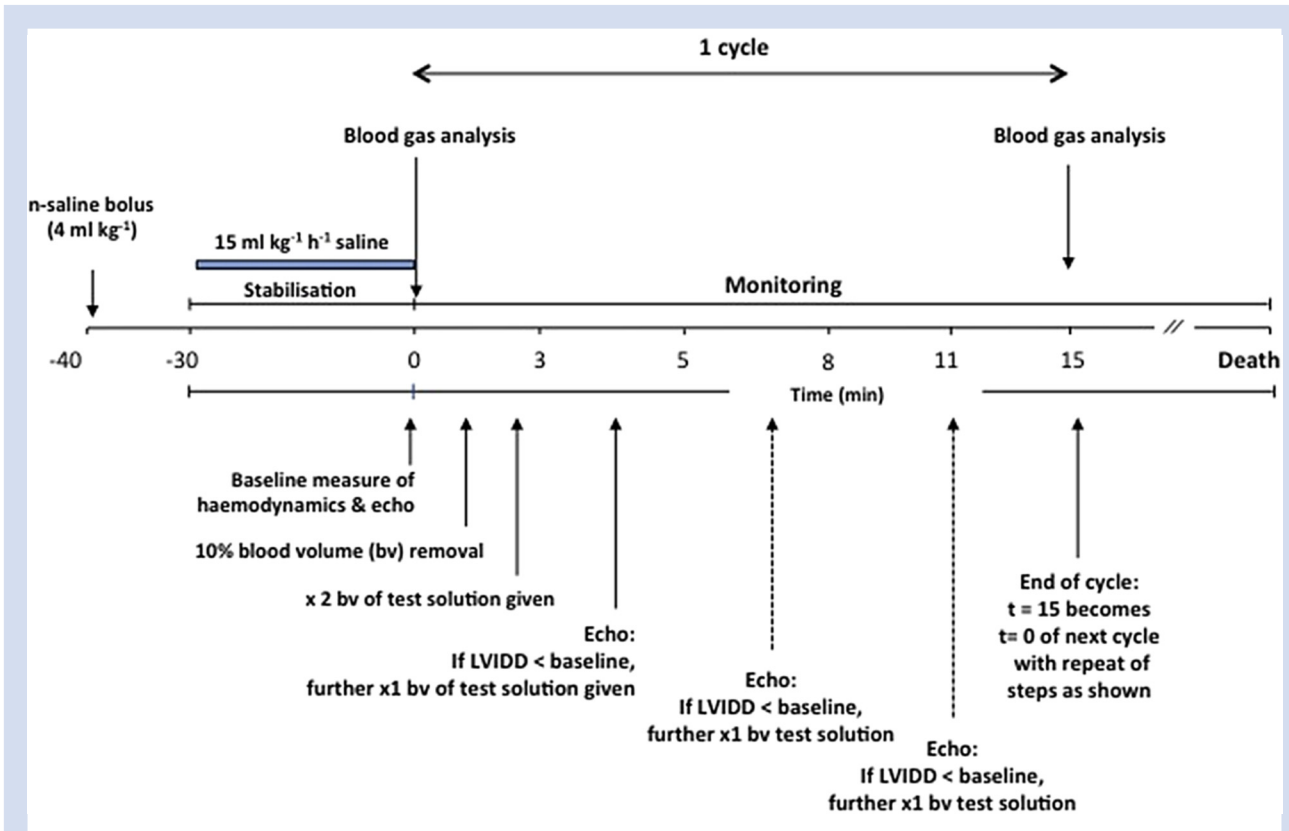 1 cycle
Blood gas analysis
Blood gas analysis
n-saline bolus
(4 ml kg⁻¹)
15 ml kg⁻¹ h⁻¹ saline
Stabilisation
Monitoring
-40
-30
0
3
5
8
11
15
Death
Time (min)
Baseline measure of
haemodynamics & echo
10% blood volume (bv) removal
x 2 bv of test solution given
Echo:
If LVIDD < baseline,
further x1 bv of test solution given
Echo:
If LVIDD < baseline,
further x1 bv test solution
Echo:
If LVIDD < baseline,
further x1 bv test solution
End of cycle:
t = 15 becomes
t= 0 of next cycle
with repeat of
steps as shown